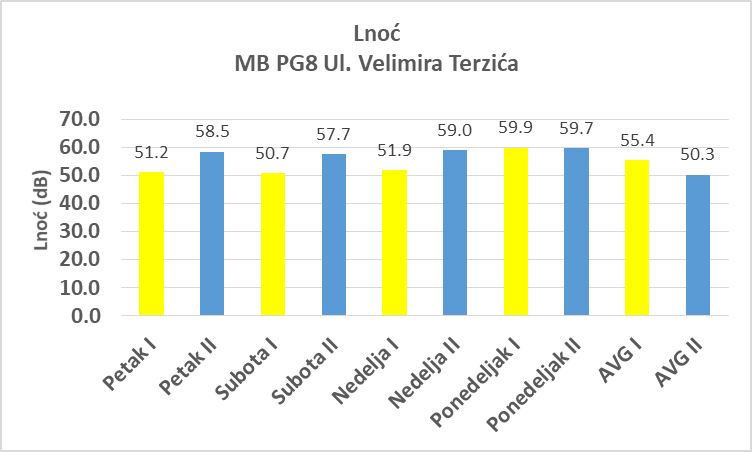 Lnoć
MB PG8 Ul. Velimira Terzića
Lnoć (dB)
70.0
60.0
50.0
40.0
30.0
20.0
10.0
0.0
51.2
58.5
50.7
57.7
51.9
59.0
59.9
59.7
55.4
50.3
Petak I
Petak II
Subota I
Subota II
Nedelja I
Nedelja II
Ponedeljak I
Ponedeljak II
AVG I
AVG II